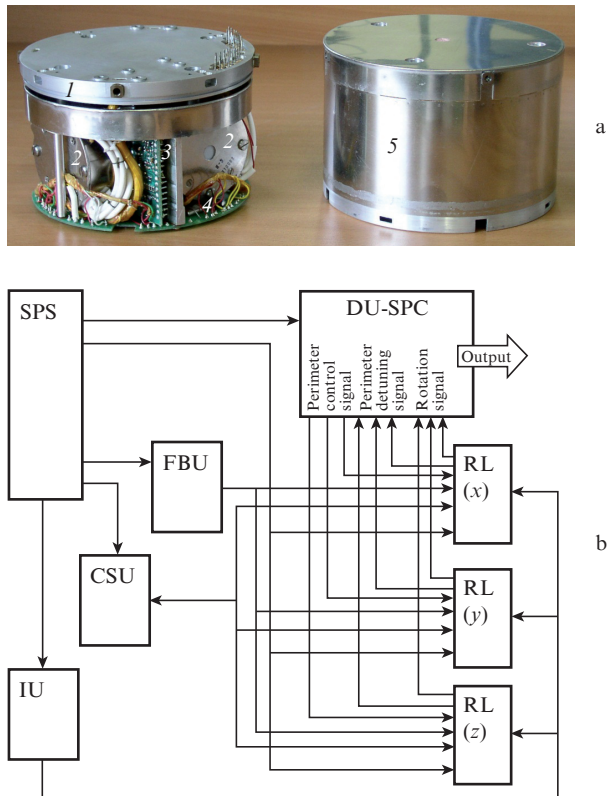 1
2
3
2
4
5
a
SPS
DU-SPC
Perimeter
control
signal
Perimeter
detuning
signal
Rotation
signal
Output
FBU
RL
(x)
CSU
RL
(y)
b
IU
RL
(z)